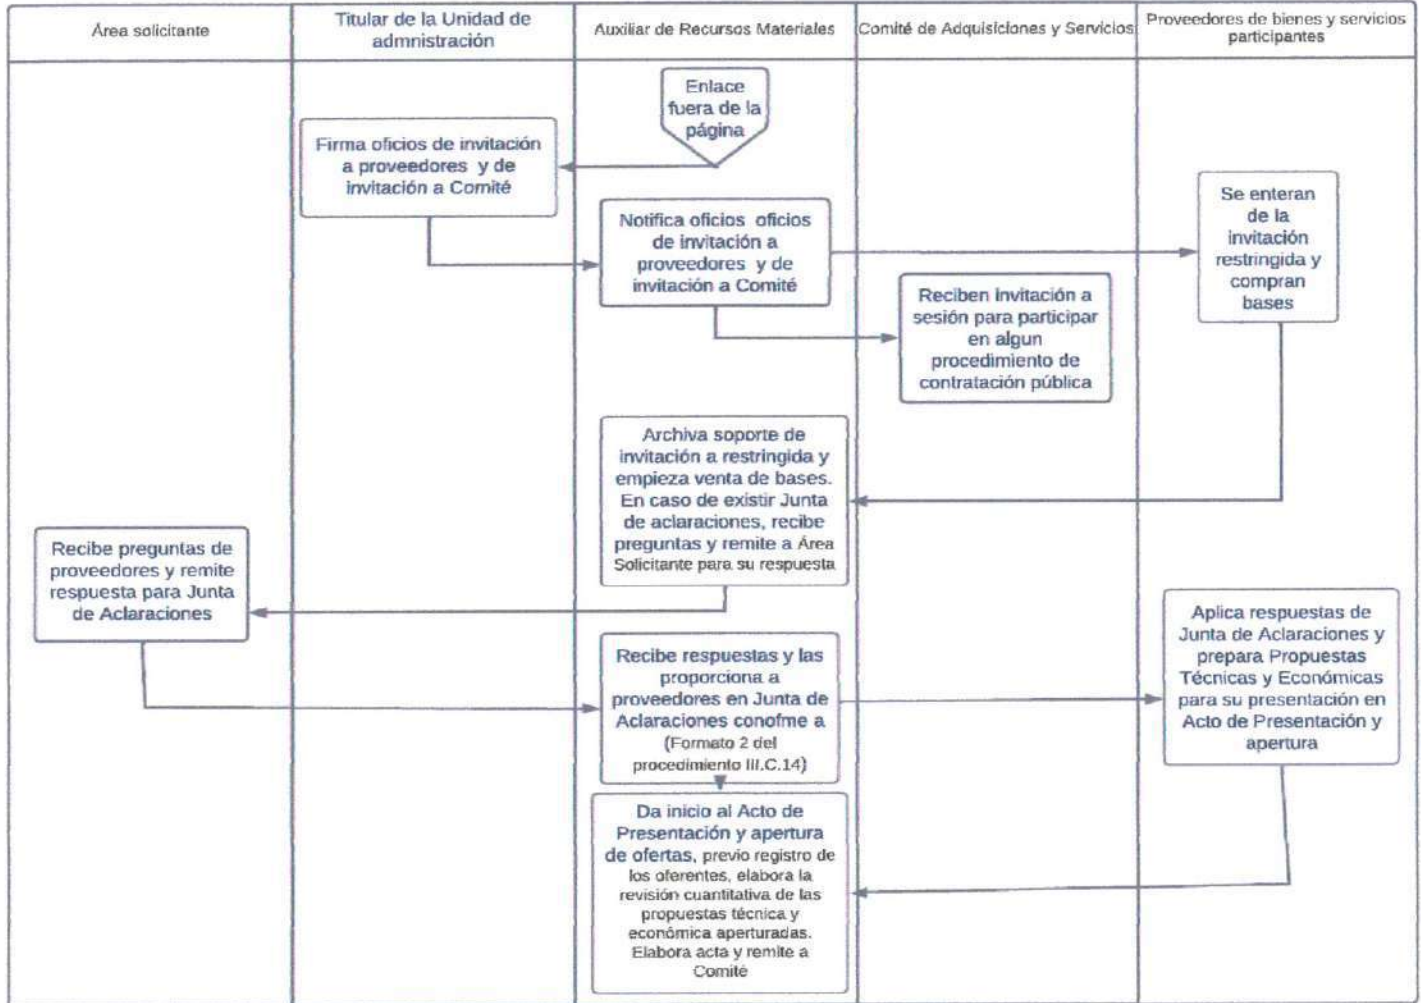 Área solicitante
Titular de la Unidad de
admnistración
Auxiliar de Recursos Materiales
Comité de Adquisiciones y Servicios
Proveedores de bienes y servicios
participantes
Enlace
fuera de la
página
Firma oficios de invitación
a proveedores y de
invitación a Comité
Notifica oficios oficios
de invitación a
proveedores y de
invitación a Comité
Se enteran
de la
invitación
restringida y
compran
bases
Reciben invitación a
sesión para participar
en algun
procedimiento de
contratación pública
Archiva soporte de
invitación a restringida y
empieza venta de bases.
En caso de existir Junta
de aclaraciones, recibe
preguntas y remite a Área
Solicitante para su respuesta
Recibe preguntas de
proveedores y remite
respuesta para Junta
de Aclaraciones
Recibe respuestas y las
proporciona a
proveedores en Junta de
Aclaraciones conofme a
(Formato 2 del
procedimiento III.C.14)
Aplica respuestas de
Junta de Aclaraciones y
prepara Propuestas
Técnicas y Económicas
para su presentación en
Acto de Presentación y
apertura
Da inicio al Acto de
Presentación y apertura
de ofertas, previo registro de
los oferentes, elabora la
revisión cuantitativa de las
propuestas técnica y
económica aperturadas.
Elabora acta y remite a
Comité